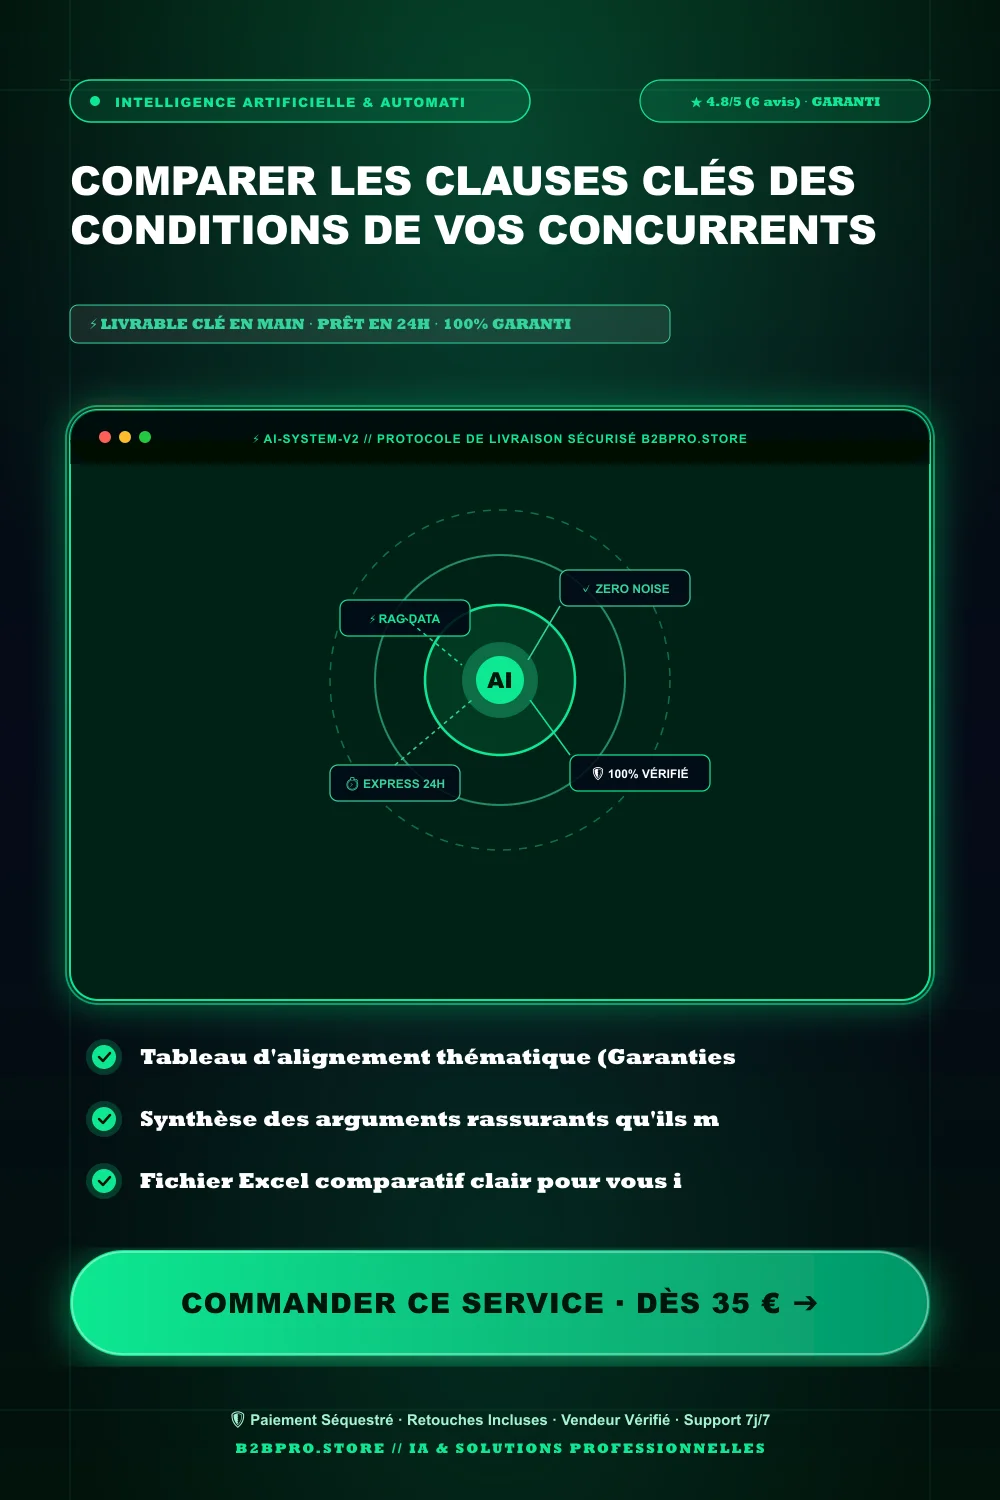 INTELLIGENCE ARTIFICIELLE & AUTOMATI
★ 4.8/5 (6 avis) · GARANTI
COMPARER LES CLAUSES CLÉS DES
CONDITIONS DE VOS CONCURRENTS
⚡ LIVRABLE CLÉ EN MAIN · PRÊT EN 24H · 100% GARANTI
⚡ AI-SYSTEM-V2 // PROTOCOLE DE LIVRAISON SÉCURISÉ B2BPRO.STORE
✓ ZERO NOISE
⚡ RAG DATA
AI
⏱ EXPRESS 24H
🛡 100% VÉRIFIÉ
Tableau d'alignement thématique (Garanties
Synthèse des arguments rassurants qu'ils m
Fichier Excel comparatif clair pour vous i
COMMANDER CE SERVICE · DÈS 35 € ➔
🛡 Paiement Séquestré · Retouches Incluses · Vendeur Vérifié · Support 7j/7
B2BPRO.STORE // IA & SOLUTIONS PROFESSIONNELLES